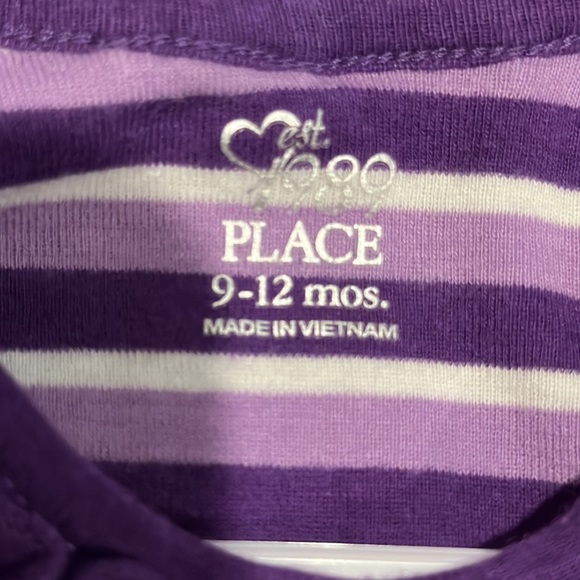 est.
1989
PLACE
9-12 mos.
MADE IN VIETNAM